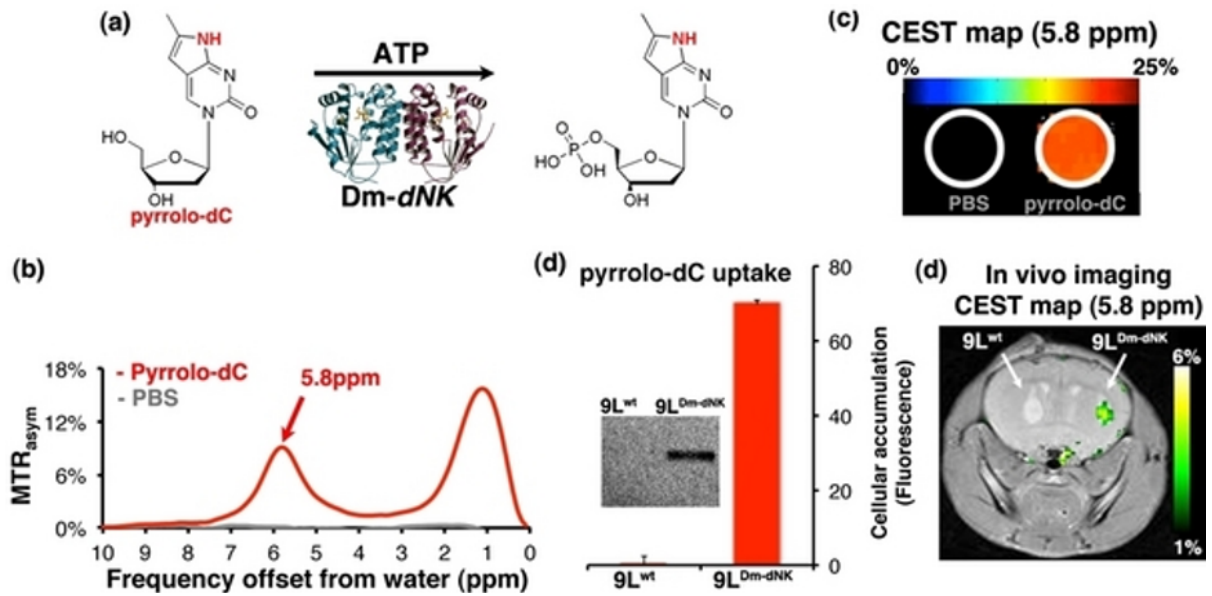 (a)
NH
N
N
O
HO
O
OH
pyrrolo-dC
ATP
Dm-dNK
NH
N
N
O
O
O
P
HO
OH
O
OH
(c)
CEST map (5.8 ppm)
0%
25%
PBS
pyrrolo-dC
(b)
18%
12%
6%
0%
MTRasym
- Pyrrolo-dC
- PBS
5.8ppm
10 9 8 7 6 5 4 3 2 1 0
Frequency offset from water (ppm)
(d)
pyrrolo-dC uptake
80
60
40
20
0
9Lwt
9LDm-dNK
9Lwt
9LDm-dNK
Cellular accumulation
(Fluorescence)
(d)
In vivo imaging
CEST map (5.8 ppm)
9Lwt
9LDm-dNK
6%
1%